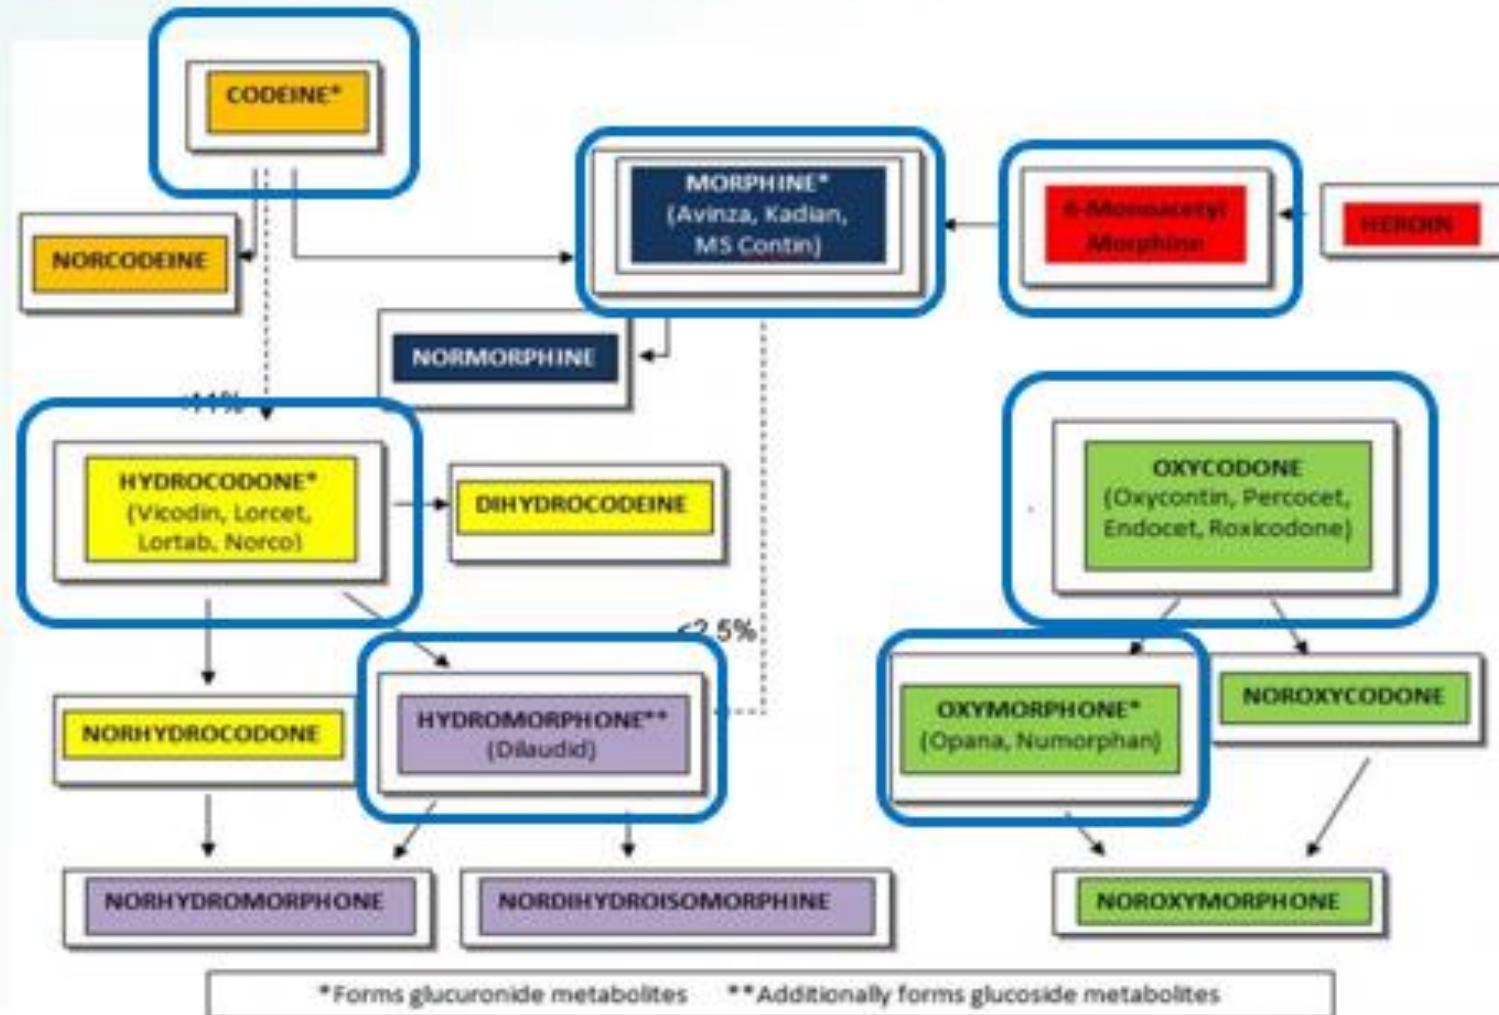 CODEINE*
MORPHINE*
(Avinza, Kadian,
MS Contin)
6-Monoacetyl
Morphine
HEROIN
NORCODEINE
NORMORPHINE
HYDROCODONE*
(Vicodin, Lorcet,
Lortab, Norco)
DIHYDROCODEINE
OXYCODONE
(Oxycontin, Percocet,
Endocet, Roxicodone)
<2.5%
NORHYDROCODONE
HYDROMORPHONE**
(Dilaudid)
OXYMORPHONE*
(Opana, Numorphan)
NOROXYCODONE
NORHYDROMORPHONE
NORDIHYDROISOMORPHINE
NOROXYMORPHONE
*Forms glucuronide metabolites **Additionally forms glucoside metabolites